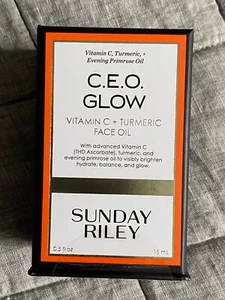 Vitamin C, Turmeric, +
Evening Primrose Oil
C.E.O.
GLOW
VITAMIN C + TURMERIC
FACE OIL
With advanced Vitamin C
(THD Ascorbate), turmeric, and
evening primrose oil to visibly brighten
hydrate, balance, and glow.
SUNDAY
RILEY
0.5 fl oz
15 mL